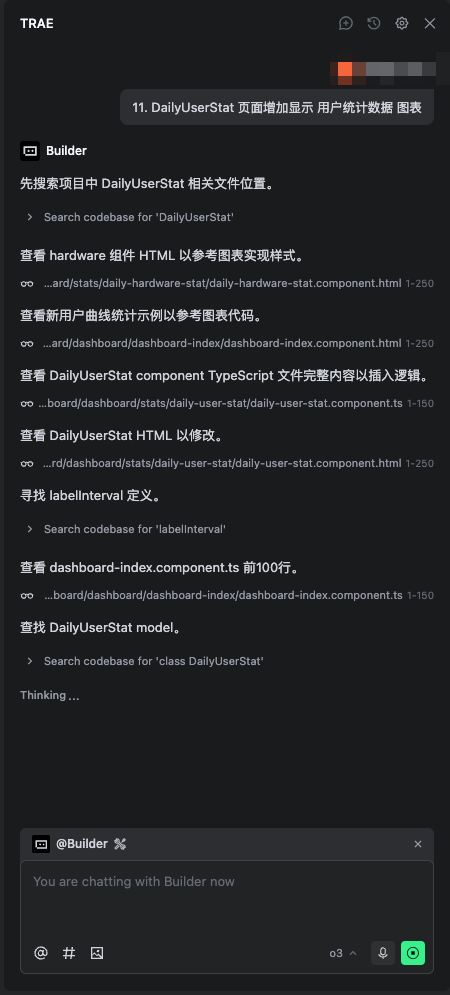 TRAE
11. DailyUserStat 页面增加显示 用户统计数据 图表
Builder
先搜索项目中 DailyUserStat 相关文件位置。
Search codebase for 'DailyUserStat'
查看 hardware 组件 HTML 以参考图表实现样式。
...ard/stats/daily-hardware-stat/daily-hardware-stat.component.html 1-250
查看新用户曲线统计示例以参考图表代码。
...ard/dashboard/dashboard-index/dashboard-index.component.html 1-250
查看 DailyUserStat component TypeScript 文件完整内容以插入逻辑。
...board/dashboard/stats/daily-user-stat/daily-user-stat.component.ts 1-150
查看 DailyUserStat HTML 以修改。
...rd/dashboard/stats/daily-user-stat/daily-user-stat.component.html 1-250
寻找 labelInterval 定义。
Search codebase for 'labelInterval'
查看 dashboard-index.component.ts 前100行。
...board/dashboard/dashboard-index/dashboard-index.component.ts 1-150
查找 DailyUserStat model。
Search codebase for 'class DailyUserStat'
Thinking ...
@Builder
You are chatting with Builder now
o3